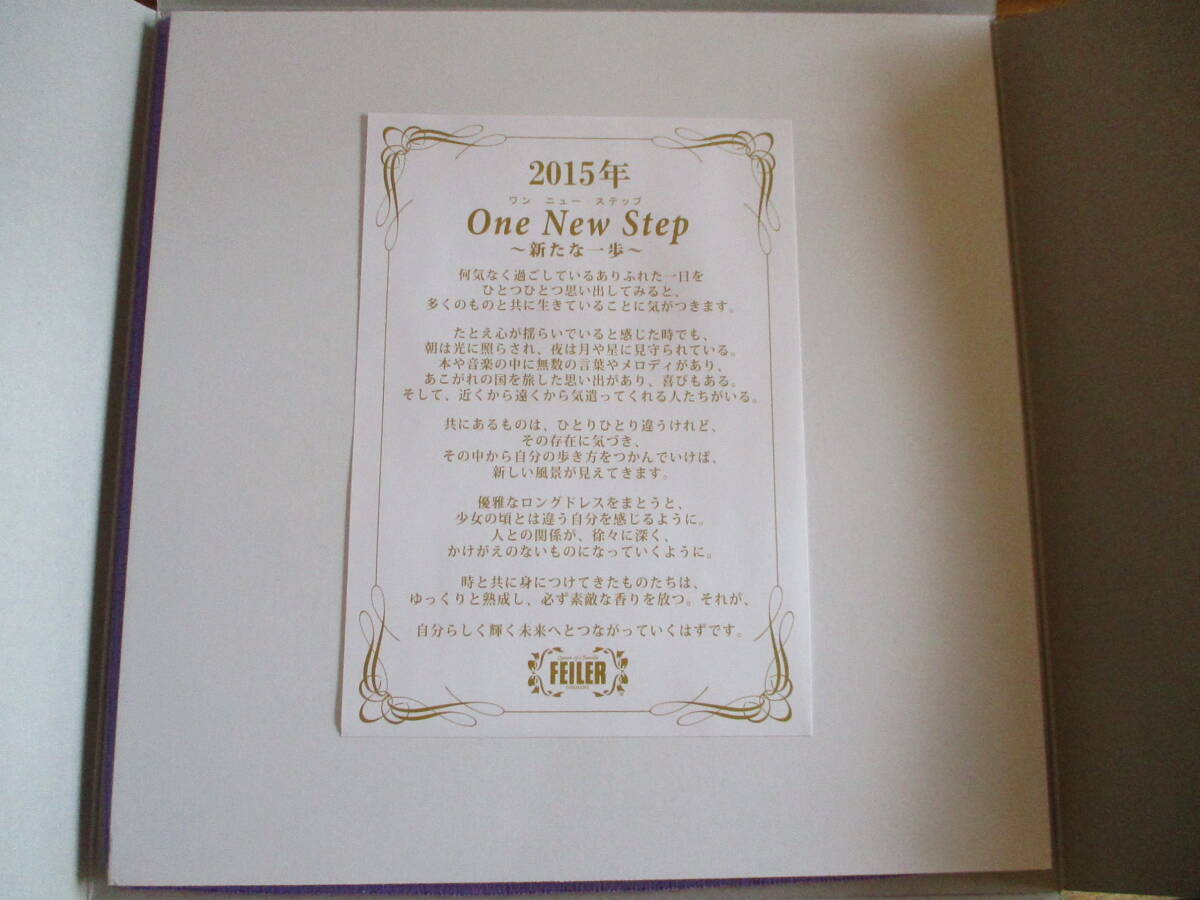 2015年
ワン ニュー ステップ
One New Step
～新たな一歩～
何気なく過ごしているありふれた一日を
ひとつひとつ思い出してみると、
多くのものと共に生きていることに気がつきます。
たとえ心が揺らいでいると感じた時でも、
朝は光に照らされ、夜は月や星に見守られている。
本や音楽の中に無数の言葉やメロディがあり、
あこがれの国を旅した思い出があり、喜びもある。
そして、近くから遠くから気遣ってくれる人たちがいる。
共にあるものは、ひとりひとり違うけれど、
その存在に気づき、
その中から自分の歩き方をつかんでいけば、
新しい風景が見えてきます。
優雅なロングドレスをまとうと、
少女の頃とは違う自分を感じるように。
人との関係が、徐々に深く、
かけがえのないものになっていくように。
時と共に身につけてきたものたちは、
ゆっくりと熟成し、必ず素敵な香りを放つ。それが、
自分らしく輝く未来へとつながっていくはずです。
Queen of Chenille
FEILER
GERMANY